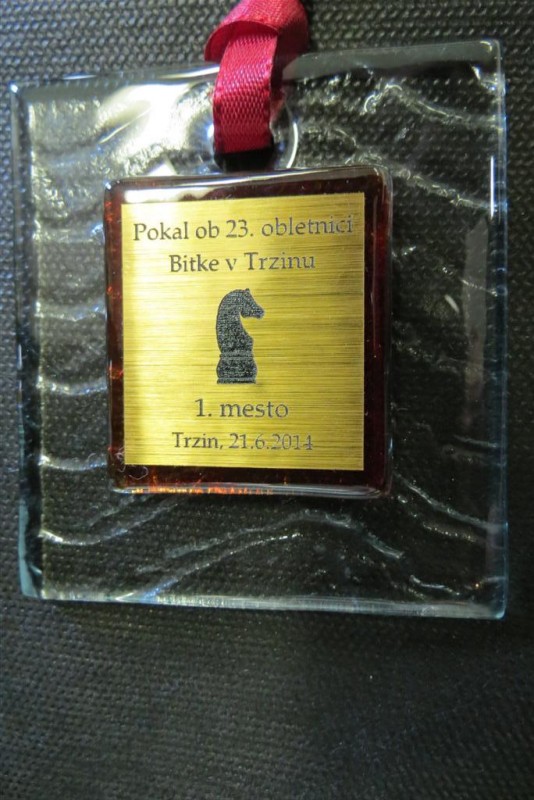 Pokal ob 23. obletnici
Bitke v Trzinu
1. mesto
Trzin, 21.6.2014